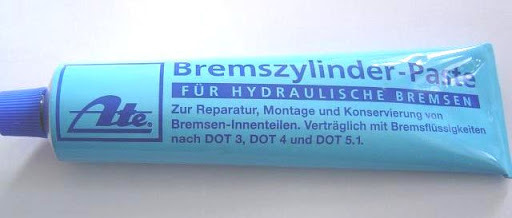 Ate
Bremszylinder-Paste
FÜR HYDRAULISCHE BREMSEN
Zur Reparatur, Montage und Konservierung von
Bremsen-Innenteilen. Verträglich mit Bremsflüssigkeiten
nach DOT 3, DOT 4 und DOT 5.1.